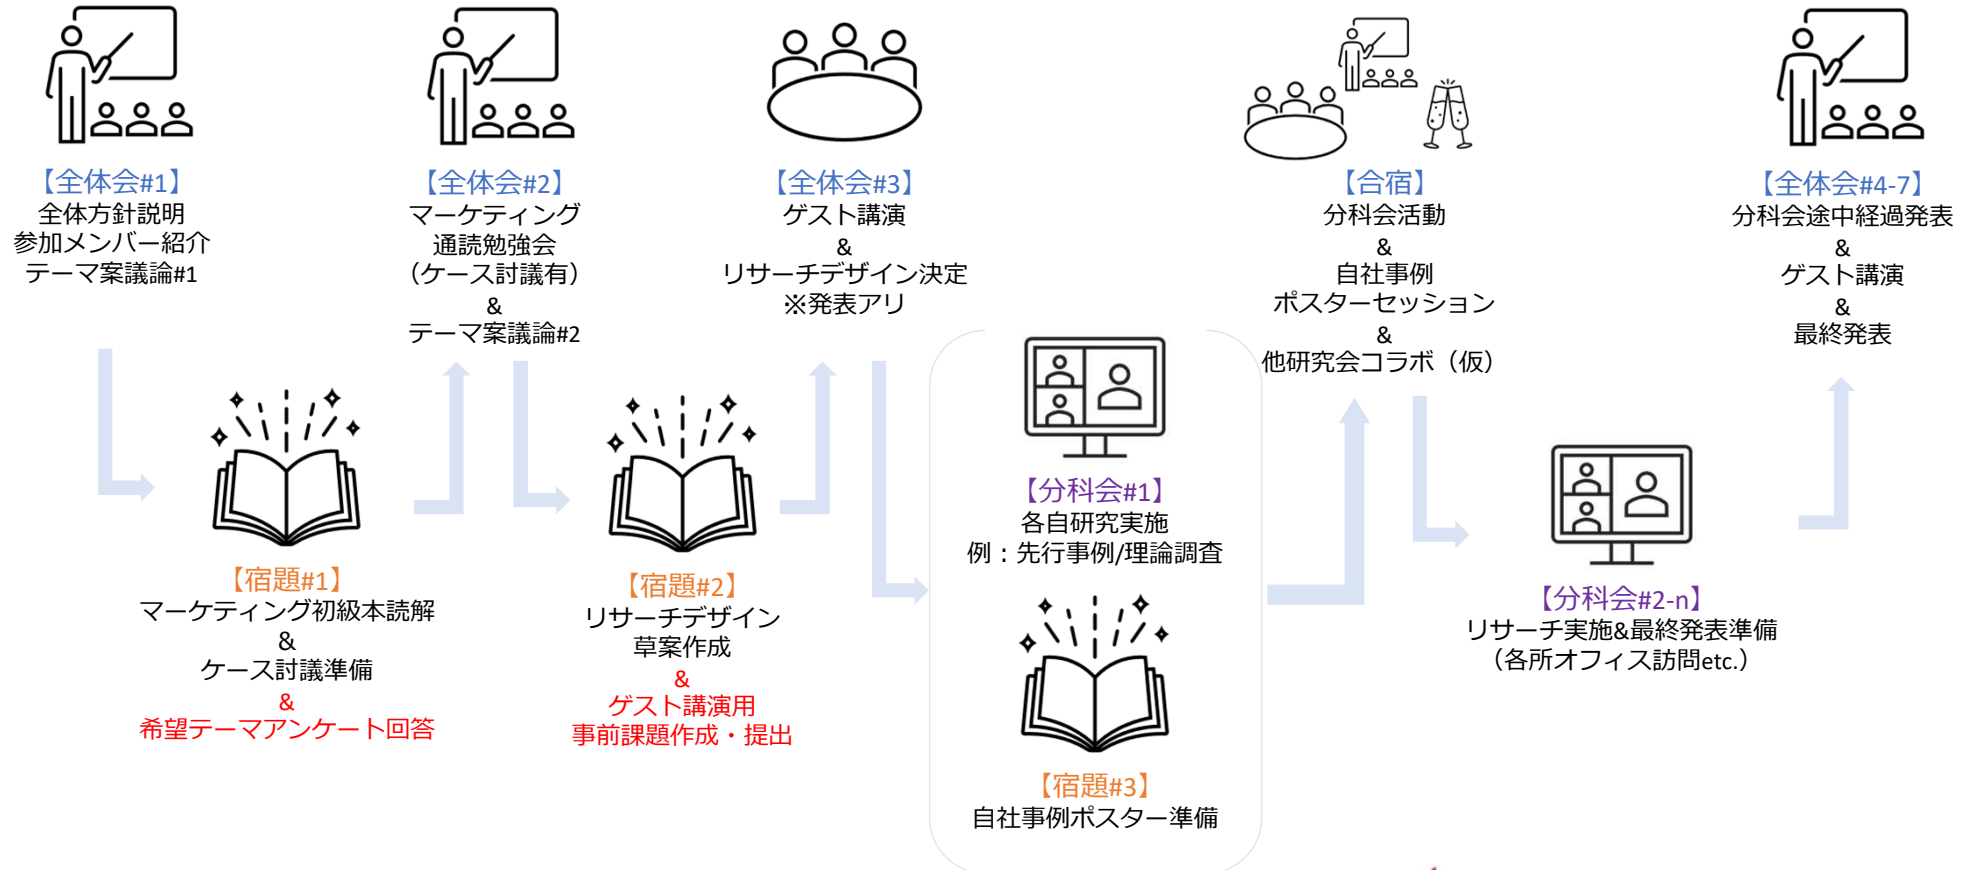 【全体会#1】
全体方針説明
参加メンバー紹介
テーマ案議論#1
【宿題#1】
マーケティング初級本読解
&
ケース討議準備
&
希望テーマアンケート回答
【全体会#2】
マーケティング
通読勉強会
（ケース討議有）
&
テーマ案議論#2
【宿題#2】
リサーチデザイン
草案作成
&
ゲスト講演用
事前課題作成・提出
【全体会#3】
ゲスト講演
&
リサーチデザイン決定
※発表アリ
【分科会#1】
各自研究実施
例：先行事例/理論調査
【宿題#3】
自社事例ポスター準備
【合宿】
分科会活動
&
自社事例
ポスターセッション
&
他研究会コラボ（仮）
【分科会#2-n】
リサーチ実施&最終発表準備
（各所オフィス訪問etc.）
【全体会#4-7】
分科会途中経過発表
&
ゲスト講演
&
最終発表